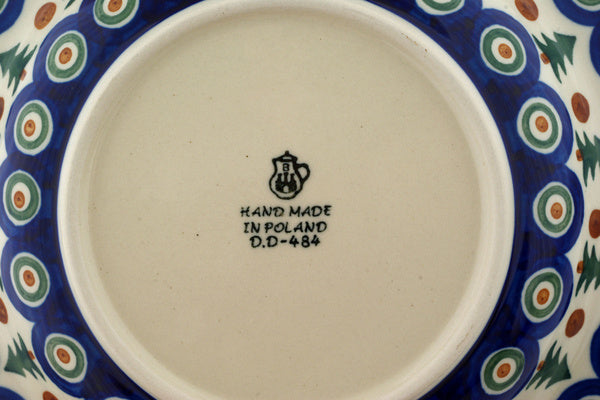 B
HAND MADE
IN POLAND
D.D-484